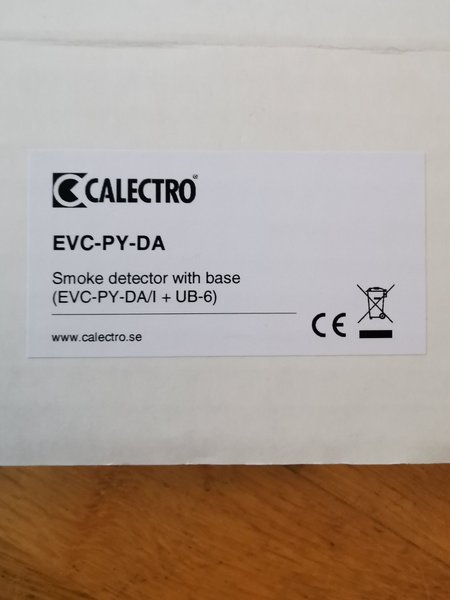 CALECTRO®
EVC-PY-DA
Smoke detector with base
(EVC-PY-DA/I + UB-6)
www.calectro.se
CE